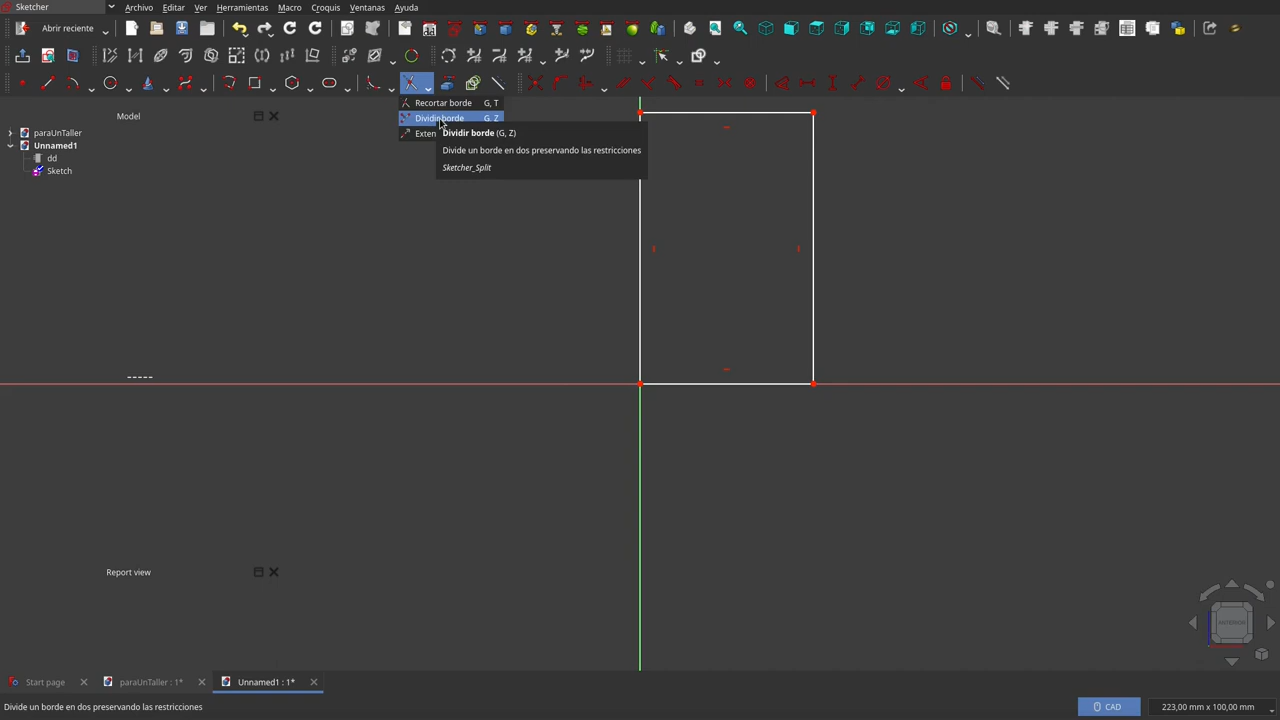 Sketcher
Archivo Editar Ver Herramientas Macro Croquis Ventanas Ayuda
Abrir reciente
Recortar borde G, T
Dividir borde G, Z
Exten
Dividir borde (G, Z)
Divide un borde en dos preservando las restricciones
Sketcher_Split
Model
paraUnTaller
Unnamed1
dd
Sketch
Report view
ANTERIOR
Start page
paraUnTaller : 1*
Unnamed1 : 1*
Divide un borde en dos preservando las restricciones
CAD
223,00 mm x 100,00 mm